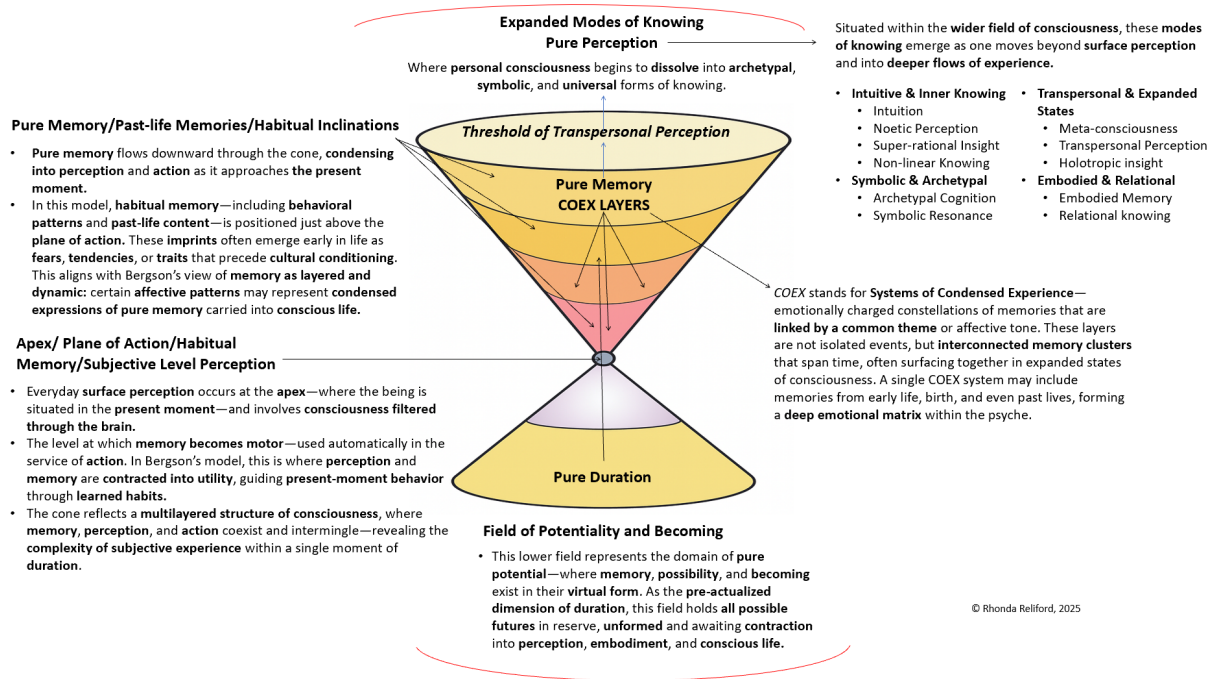 Expanded Modes of Knowing
Pure Perception
Where personal consciousness begins to dissolve into archetypal,
symbolic, and universal forms of knowing.
Situated within the wider field of consciousness, these modes
of knowing emerge as one moves beyond surface perception
and into deeper flows of experience.
• Intuitive & Inner Knowing
• Intuition
• Noetic Perception
• Super-rational Insight
• Non-linear Knowing
• Symbolic & Archetypal
• Archetypal Cognition
• Symbolic Resonance
• Transpersonal & Expanded
States
• Meta-consciousness
• Transpersonal Perception
• Holotropic insight
• Embodied & Relational
• Embodied Memory
• Relational knowing
Pure Memory/Past-life Memories/Habitual Inclinations
• Pure memory flows downward through the cone, condensing
into perception and action as it approaches the present
moment.
• In this model, habitual memory—including behavioral
patterns and past-life content—is positioned just above the
plane of action. These imprints often emerge early in life as
fears, tendencies, or traits that precede cultural conditioning.
This aligns with Bergson's view of memory as layered and
dynamic: certain affective patterns may represent condensed
expressions of pure memory carried into conscious life.
Threshold of Transpersonal Perception
Pure Memory
COEX LAYERS
COEX stands for Systems of Condensed Experience—
emotionally charged constellations of memories that are
linked by a common theme or affective tone. These layers
are not isolated events, but interconnected memory clusters
that span time, often surfacing together in expanded states
of consciousness. A single COEX system may include
memories from early life, birth, and even past lives, forming
a deep emotional matrix within the psyche.
Apex/ Plane of Action/Habitual
Memory/Subjective Level Perception
• Everyday surface perception occurs at the apex—where the being is
situated in the present moment—and involves consciousness filtered
through the brain.
• The level at which memory becomes motor—used automatically in the
service of action. In Bergson's model, this is where perception and
memory are contracted into utility, guiding present-moment behavior
through learned habits.
• The cone reflects a multilayered structure of consciousness, where
memory, perception, and action coexist and intermingle—revealing the
complexity of subjective experience within a single moment of
duration.
Pure Duration
Field of Potentiality and Becoming
• This lower field represents the domain of pure
potential—where memory, possibility, and becoming
exist in their virtual form. As the pre-actualized
dimension of duration, this field holds all possible
futures in reserve, unformed and awaiting contraction
into perception, embodiment, and conscious life.
© Rhonda Reliford, 2025